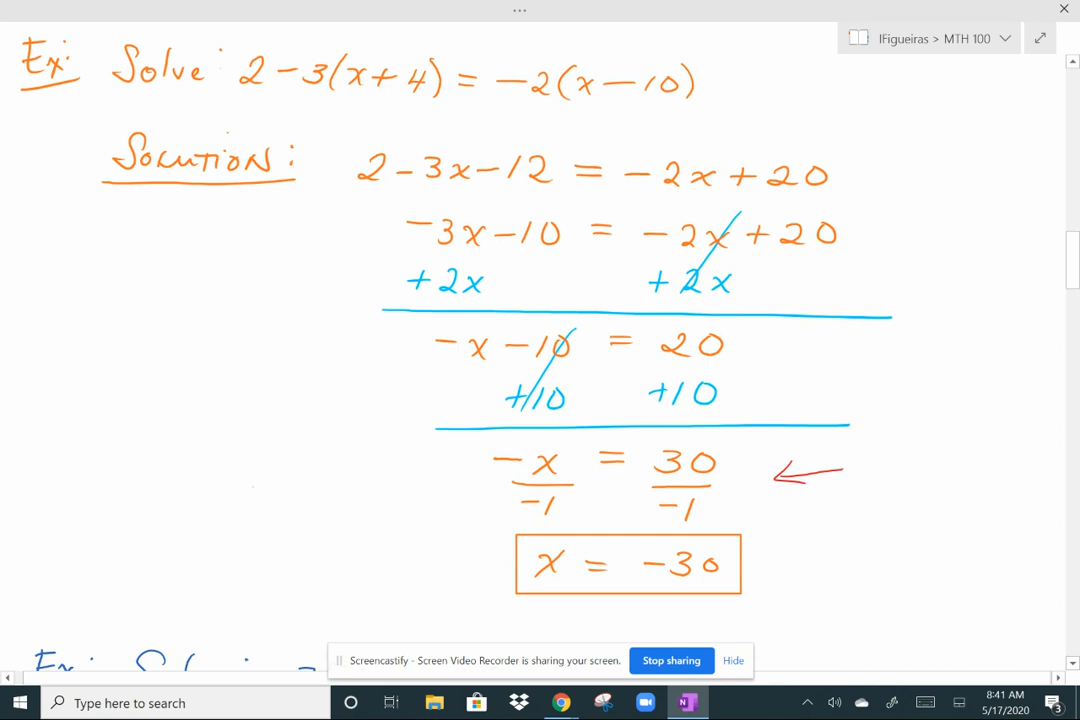 ...
IFigueiras > MTH 100
Ex: Solve: 2 - 3(x + 4) = -2(x - 10)
Solution: 2 - 3x - 12 = -2x + 20
-3x - 10 = -2x + 20
+2x +2x
-x - 10 = 20
+10 +10
-x = 30
-1 -1
x = -30
Ex:
Screencastify - Screen Video Recorder is sharing your screen. Stop sharing Hide
Type here to search
8:41 AM
5/17/2020
3